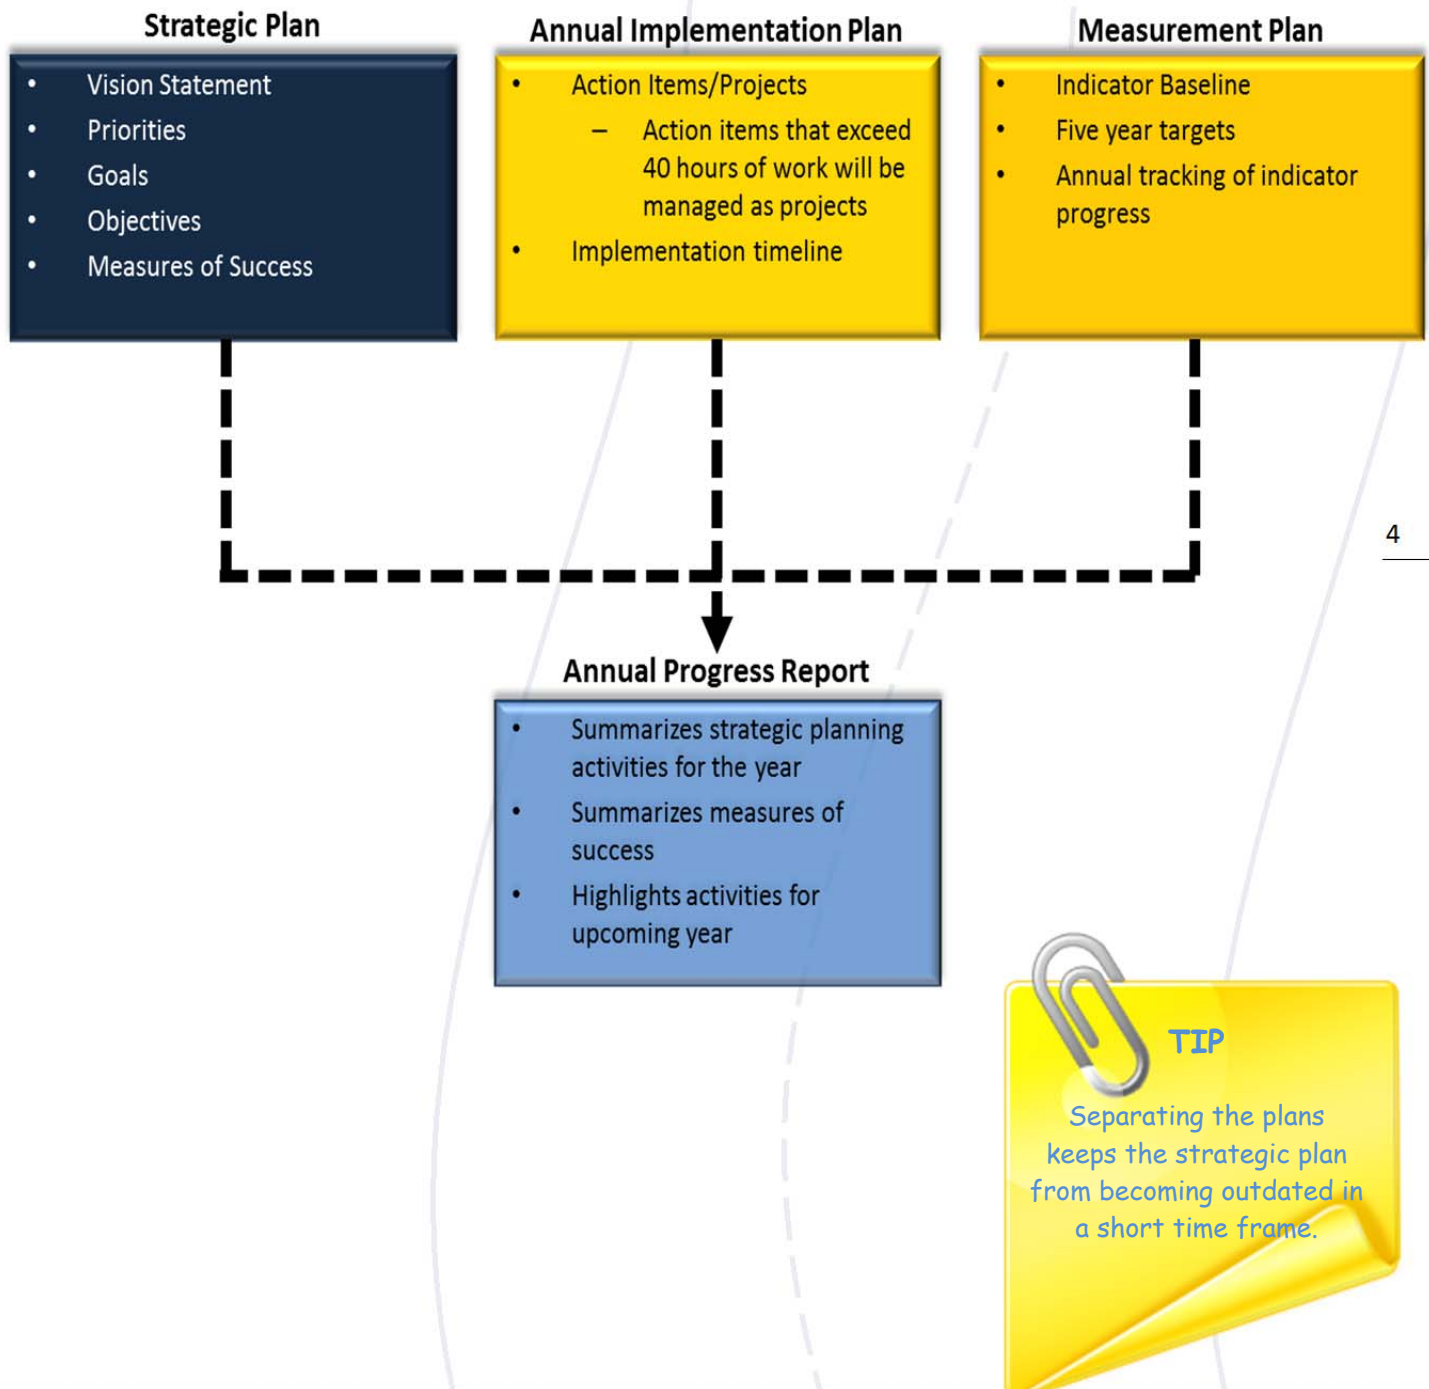 Strategic Plan
• Vision Statement
• Priorities
• Goals
• Objectives
• Measures of Success
Annual Implementation Plan
• Action Items/Projects
– Action items that exceed
40 hours of work will be
managed as projects
• Implementation timeline
Measurement Plan
• Indicator Baseline
• Five year targets
• Annual tracking of indicator
progress
4
Annual Progress Report
• Summarizes strategic planning
activities for the year
• Summarizes measures of
success
• Highlights activities for
upcoming year
TIP
Separating the plans
keeps the strategic plan
from becoming outdated in
a short time frame.